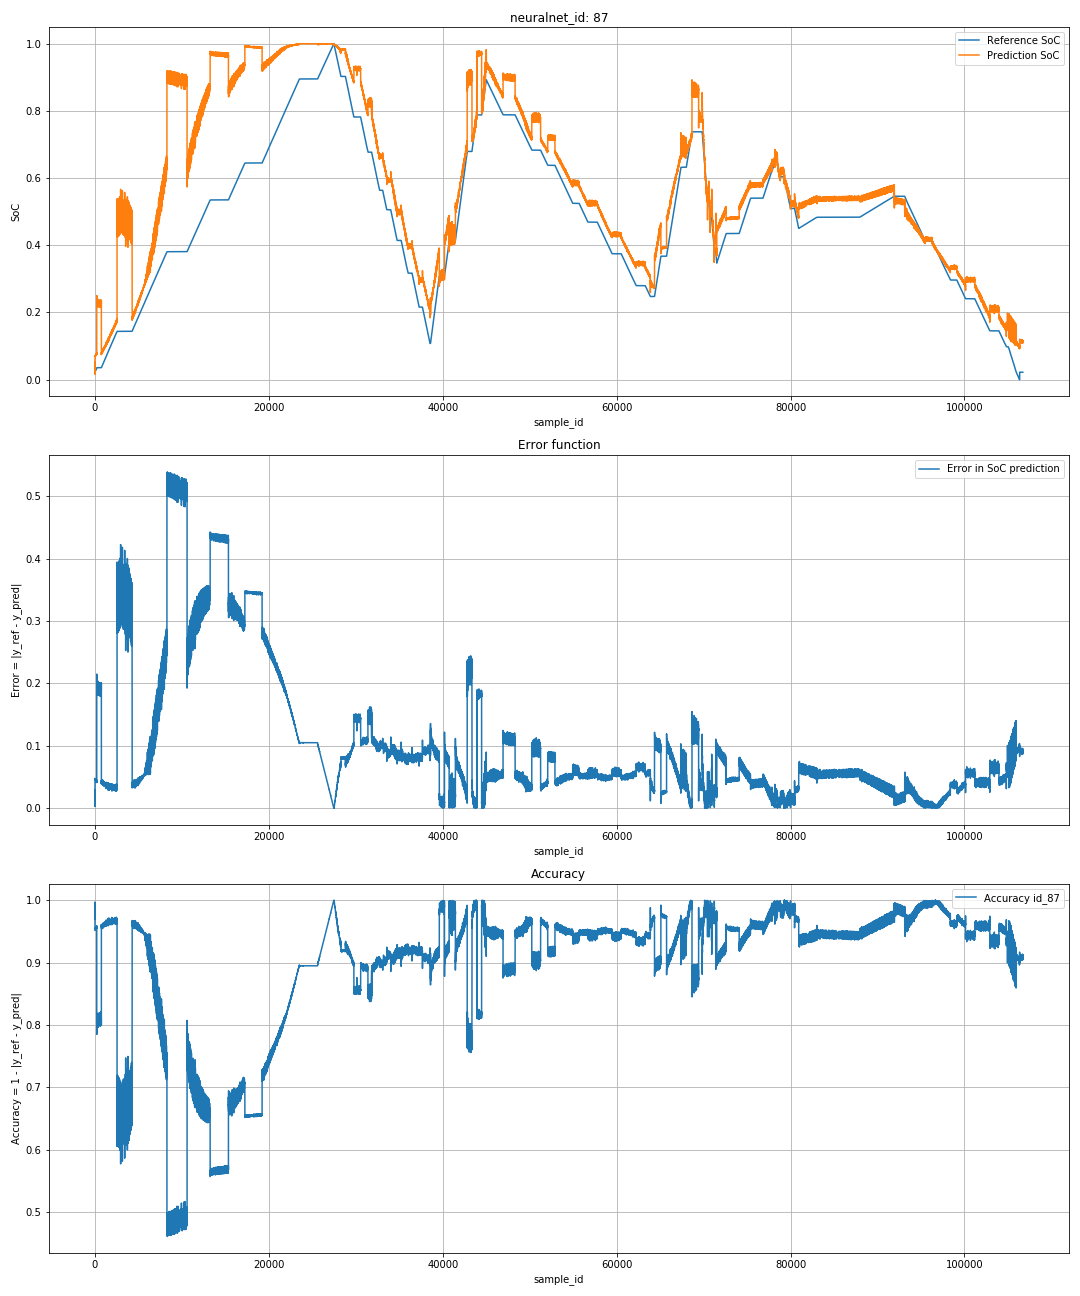 neuralnet_id: 87
1.0
0.8
0.6
0.4
0.2
0.0
SoC
Reference SoC
Prediction SoC
0 20000 40000 60000 80000 100000
sample_id
Error function
0.5
0.4
0.3
0.2
0.1
0.0
Error = |y_ref - y_pred|
Error in SoC prediction
0 20000 40000 60000 80000 100000
sample_id
Accuracy
1.0
0.9
0.8
0.7
0.6
0.5
Accuracy = 1 - |y_ref - y_pred|
Accuracy id_87
0 20000 40000 60000 80000 100000
sample_id